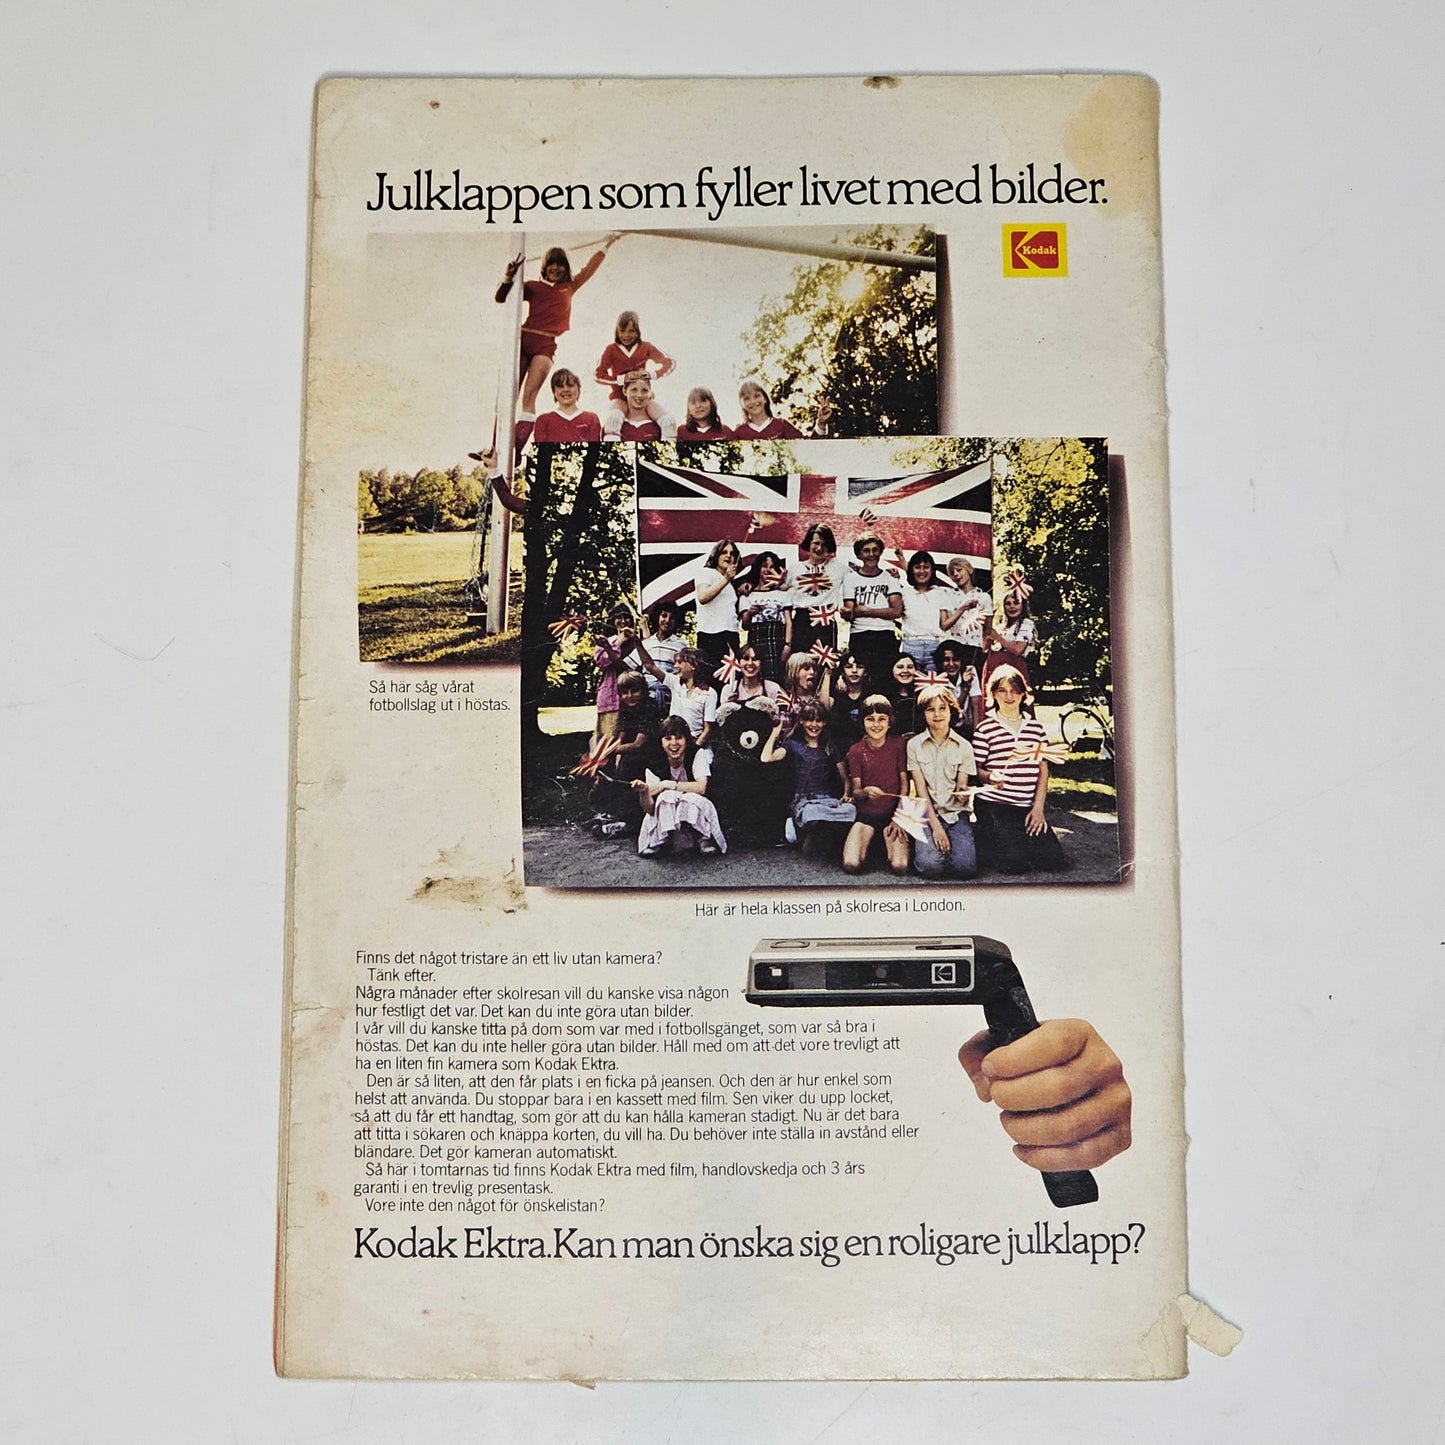 Julklappen som fyller livet med bilder.
Kodak
NEW YORK
CITY
Så här såg vårat
fotbollslag ut i höstas.
Här är hela klassen på skolresa i London.
Finns det något tristare än ett liv utan kamera?
Tänk efter.
Några månader efter skolresan vill du kanske visa någon
hur festligt det var. Det kan du inte göra utan bilder.
I vår vill du kanske titta på dom som var med i fotbollsgänget, som var så bra i
höstas. Det kan du inte heller göra utan bilder. Håll med om att det vore trevligt att
ha en liten fin kamera som Kodak Ektra.
Den är så liten, att den får plats i en ficka på jeansen. Och den är hur enkel som
helst att använda. Du stoppar bara i en kassett med film. Sen viker du upp locket,
så att du får ett handtag, som gör att du kan hålla kameran stadigt. Nu är det bara
att titta i sökaren och knäppa korten, du vill ha. Du behöver inte ställa in avstånd eller
bländare. Det gör kameran automatiskt.
Så här i tomtarnas tid finns Kodak Ektra med film, handlovskedja och 3 års
garanti i en trevlig presentask.
Vore inte den något för önskelistan?
Kodak Ektra. Kan man önska sig en roligare julklapp?